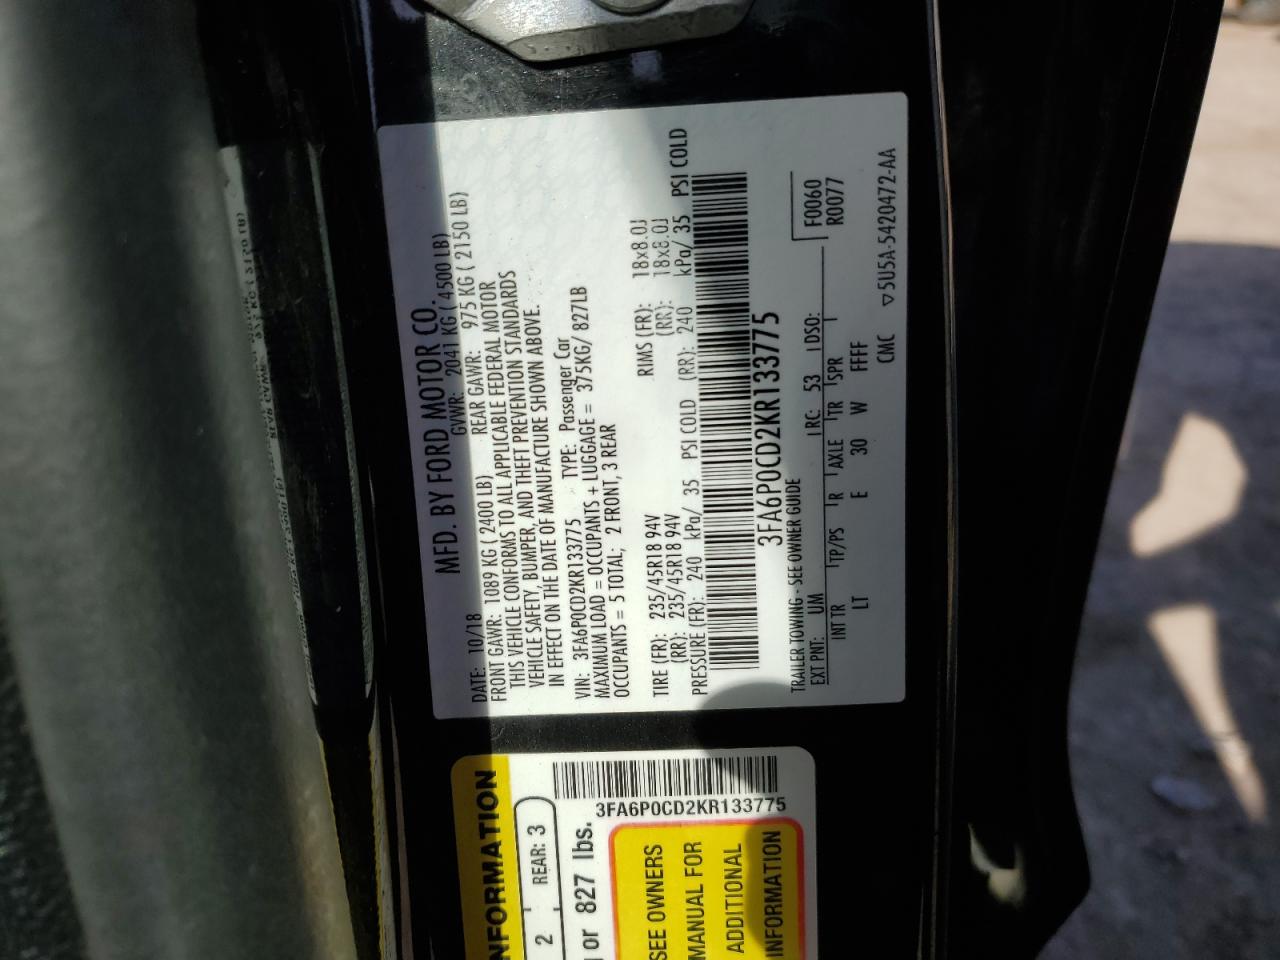 MFD. BY FORD MOTOR CO.
DATE: 10/18 GVWR: 2041 KG ( 4500 LB)
FRONT GAWR: 1089 KG ( 2400 LB) REAR GAWR: 975 KG ( 2150 LB)
THIS VEHICLE CONFORMS TO ALL APPLICABLE FEDERAL MOTOR
VEHICLE SAFETY, BUMPER, AND THEFT PREVENTION STANDARDS
IN EFFECT ON THE DATE OF MANUFACTURE SHOWN ABOVE.
VIN: 3FA6P0CD2KR133775 TYPE: Passenger Car
MAXIMUM LOAD = OCCUPANTS + LUGGAGE = 375KG/ 827LB
OCCUPANTS = 5 TOTAL; 2 FRONT, 3 REAR
TIRE (FR): 235/45R18 94V RIMS (FR): 18x8.0J
(RR): 235/45R18 94V (RR): 18x8.0J
PRESSURE (FR): 240 kPa/ 35 PSI COLD (RR): 240 kPa/ 35 PSI COLD
3FA6P0CD2KR133775
TRAILER TOWING - SEE OWNER GUIDE
F0060
EXT PNT: UM RC: 53 DSO: R0077
INT TR TP/PS R AXLE TR SPR
LT E 30 W FFFF
CMC ▽5U5A-5420472-AA
INFORMATION
2 REAR: 3
or 827 lbs.
3FA6P0CD2KR133775
SEE OWNERS
MANUAL FOR
ADDITIONAL
INFORMATION